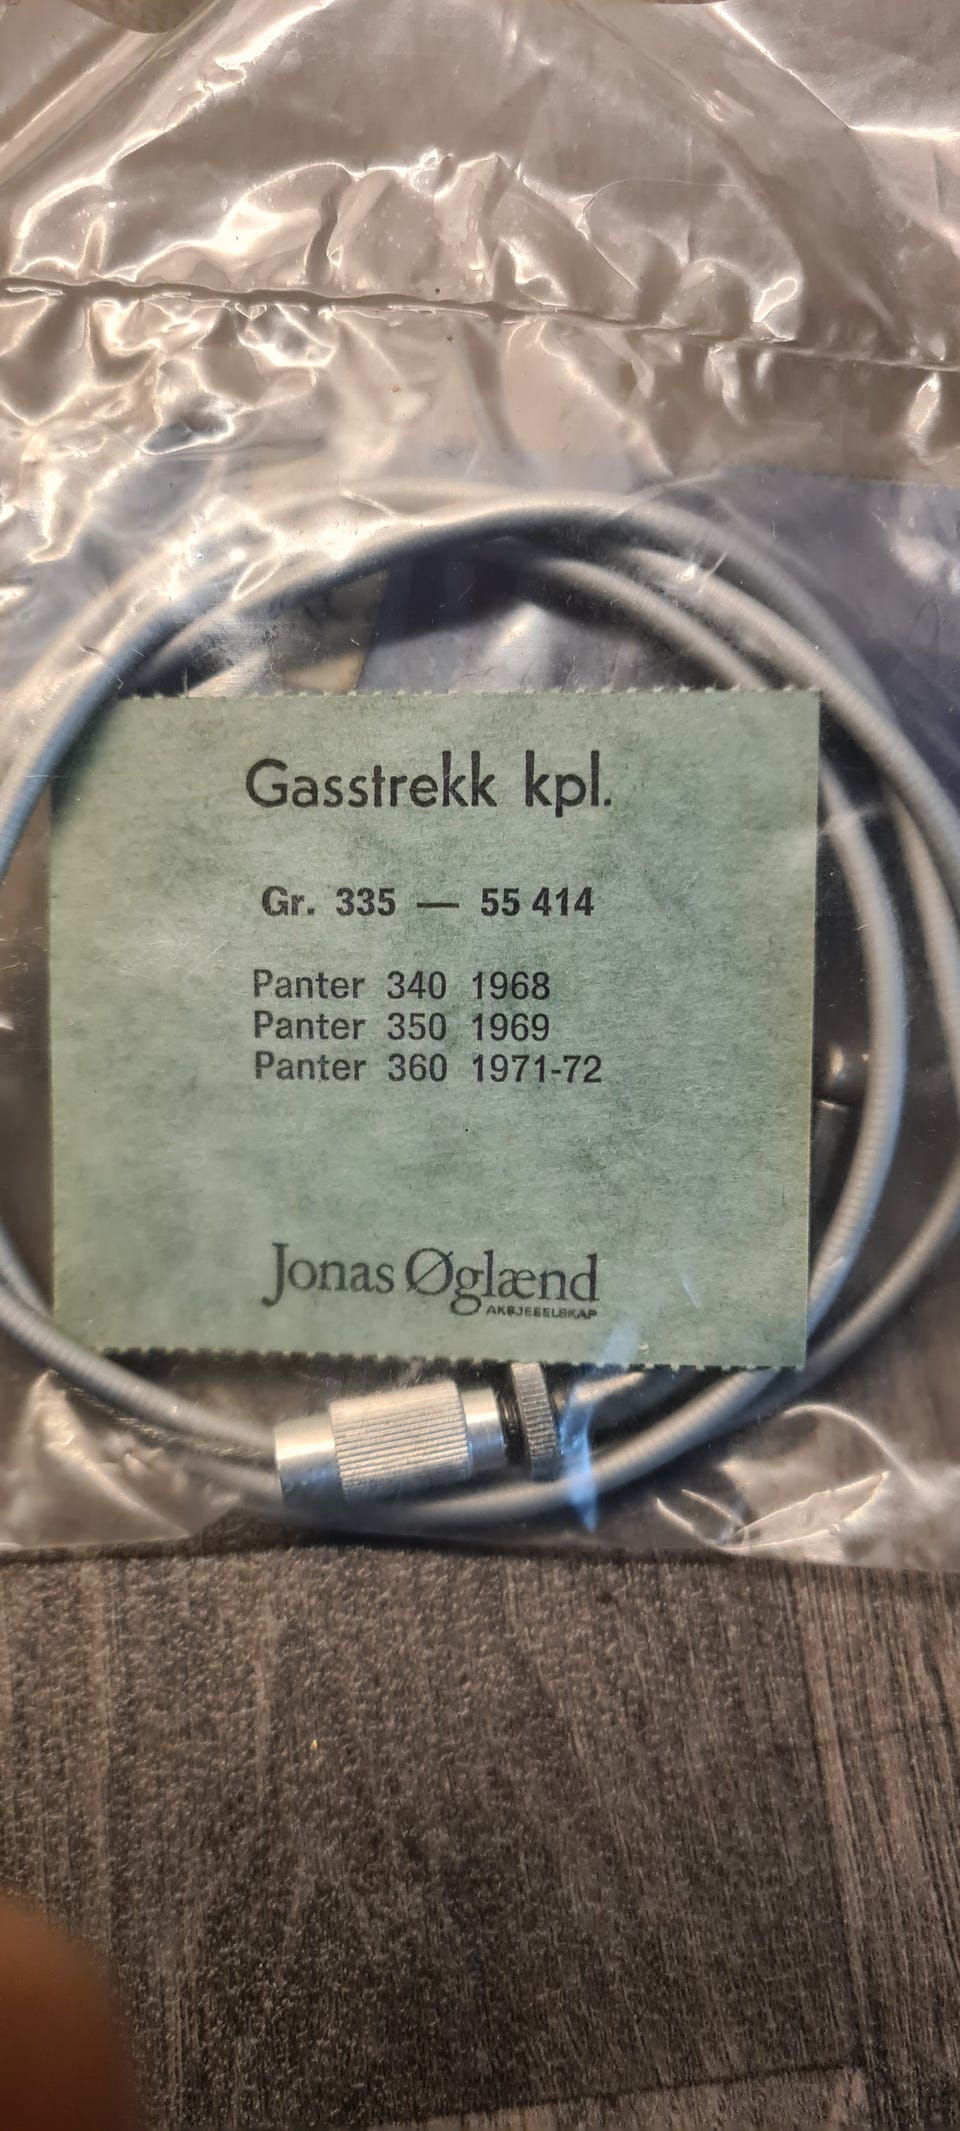 Gasstrekk kpl.
Gr. 335 — 55 414
Panter 340 1968
Panter 350 1969
Panter 360 1971-72
Jonas Øglænd
AKSJESELSKAP